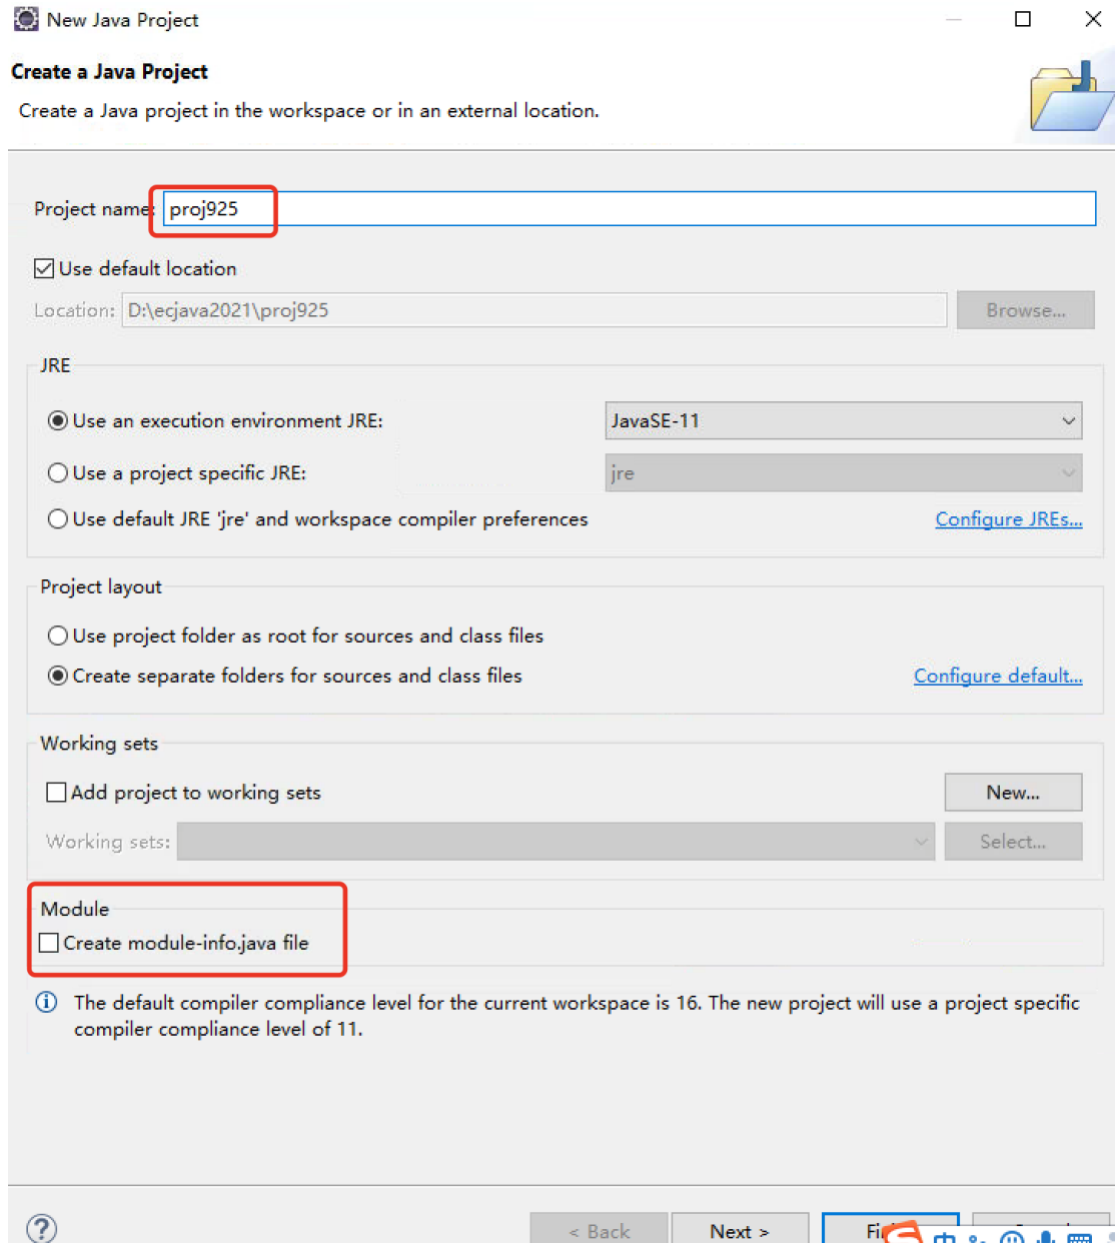 New Java Project
Create a Java Project
Create a Java project in the workspace or in an external location.
Project name: proj925
Use default location
Location: D:\ecjava2021\proj925 Browse...
JRE
Use an execution environment JRE: JavaSE-11
Use a project specific JRE: jre
Use default JRE 'jre' and workspace compiler preferences Configure JREs...
Project layout
Use project folder as root for sources and class files
Create separate folders for sources and class files Configure default...
Working sets
Add project to working sets New...
Working sets: Select...
Module
Create module-info.java file
The default compiler compliance level for the current workspace is 16. The new project will use a project specific
compiler compliance level of 11.
? < Back Next > 中